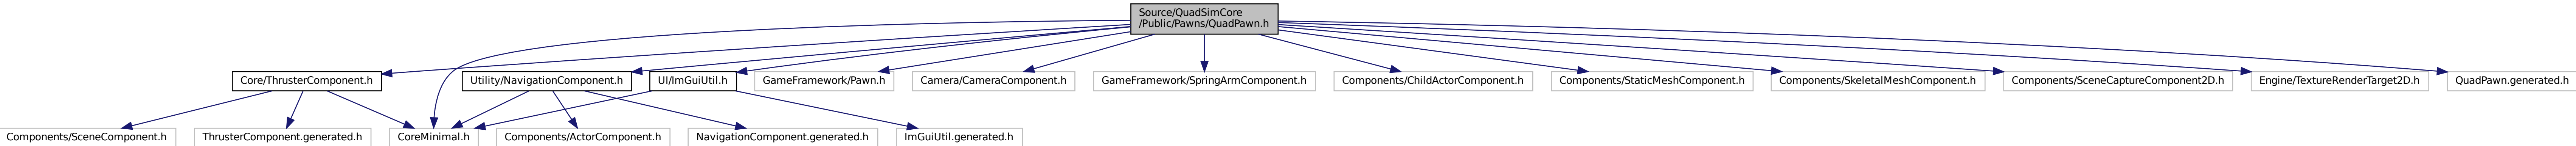 Source/QuadSimCore
/Public/Pawns/QuadPawn.h
Core/ThrusterComponent.h
Utility/NavigationComponent.h
UI/ImGuiUtil.h
GameFramework/Pawn.h
Camera/CameraComponent.h
GameFramework/SpringArmComponent.h
Components/ChildActorComponent.h
Components/StaticMeshComponent.h
Components/SkeletalMeshComponent.h
Components/SceneCaptureComponent2D.h
Engine/TextureRenderTarget2D.h
QuadPawn.generated.h
Components/SceneComponent.h
ThrusterComponent.generated.h
CoreMinimal.h
Components/ActorComponent.h
NavigationComponent.generated.h
ImGuiUtil.generated.h